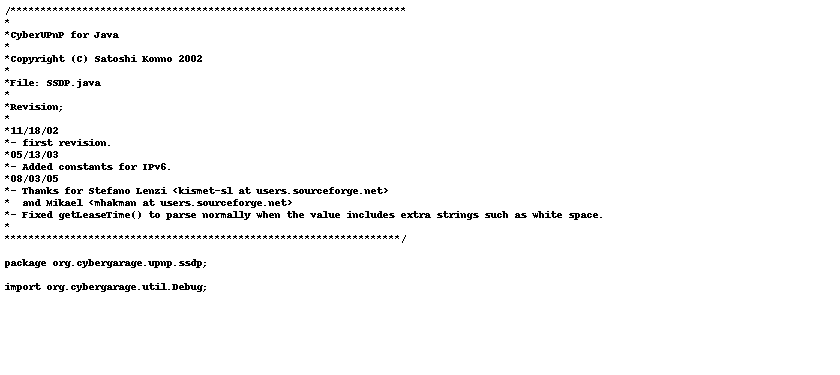 /******************************************************************
*
*CyberUPnP for Java
*
*Copyright (C) Satoshi Konno 2002
*
*File: SSDP.java
*
*Revision;
*
*11/18/02
*- first revision.
*05/13/03
*- Added constants for IPv6.
*08/03/05
*- Thanks for Stefano Lenzi <kismet-sl at users.sourceforge.net>
*  and Mikael <mhakman at users.sourceforge.net>
*- Fixed getLeaseTime() to parse normally when the value includes extra strings such as white space.
*
******************************************************************/
package org.cybergarage.upnp.ssdp;
import org.cybergarage.util.Debug;